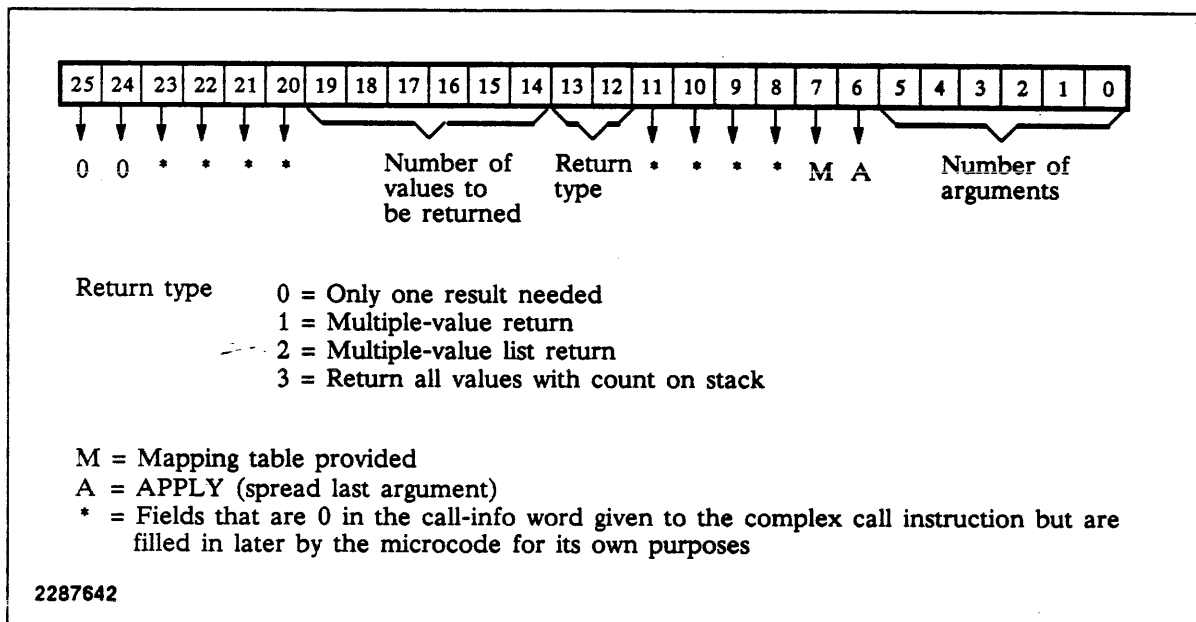 25 24 23 22 21 20 19 18 17 16 15 14 13 12 11 10 9 8 7 6 5 4 3 2 1 0
0 0 * * * * Number of Return * * * * M A Number of
values to type arguments
be returned
Return type 0 = Only one result needed
1 = Multiple-value return
2 = Multiple-value list return
3 = Return all values with count on stack
M = Mapping table provided
A = APPLY (spread last argument)
* = Fields that are 0 in the call-info word given to the complex call instruction but are
filled in later by the microcode for its own purposes
2287642